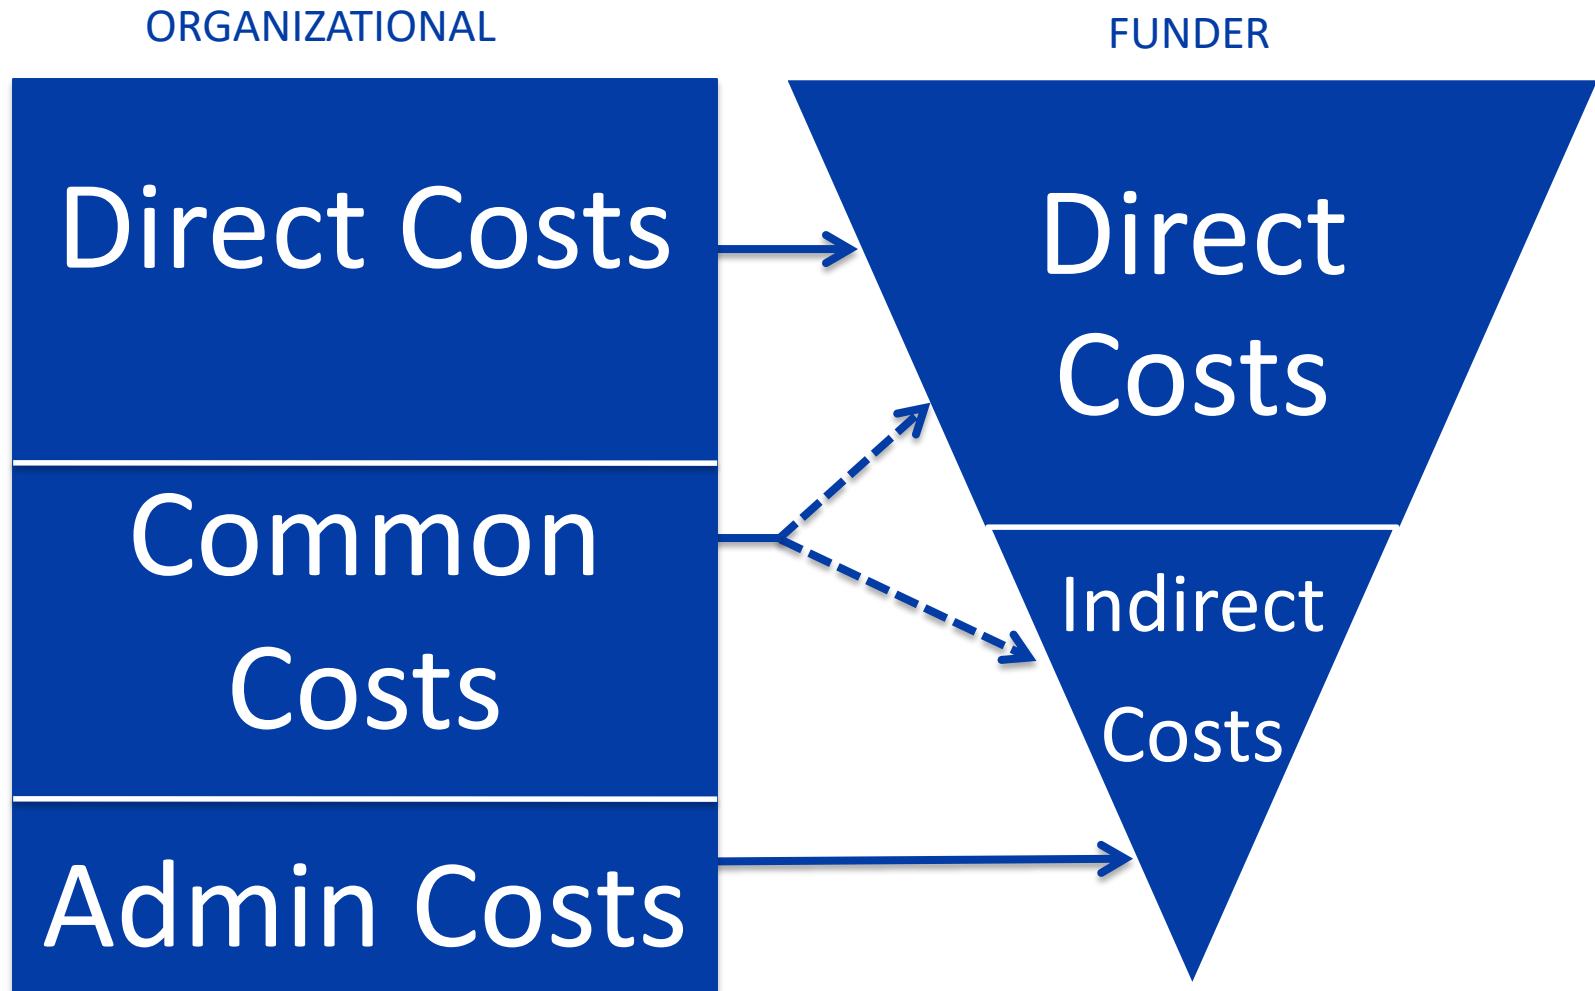 ORGANIZATIONAL
FUNDER
Direct Costs
Common
Costs
Admin Costs
Direct
Costs
Indirect
Costs